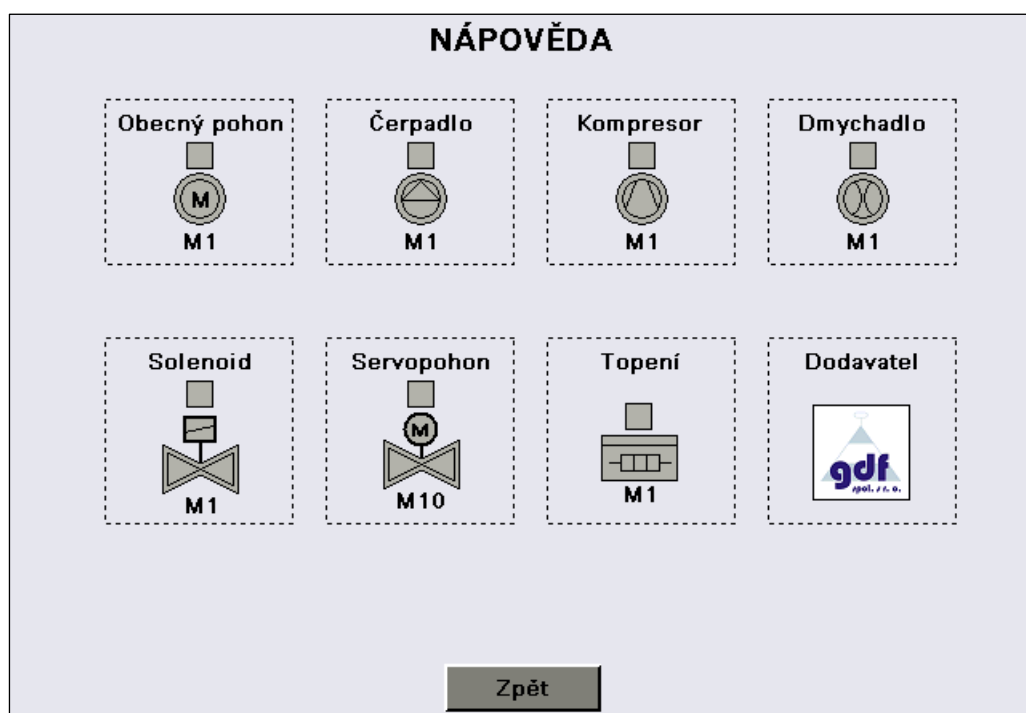 NÁPOVĚDA
Obecný pohon
Čerpadlo
Kompresor
Dmychadlo
M
M1
M1
M1
M1
Solenoid
Servopohon
Topení
Dodavatel
M
gdf
spol. s r. o.
M1
M10
M1
Zpět